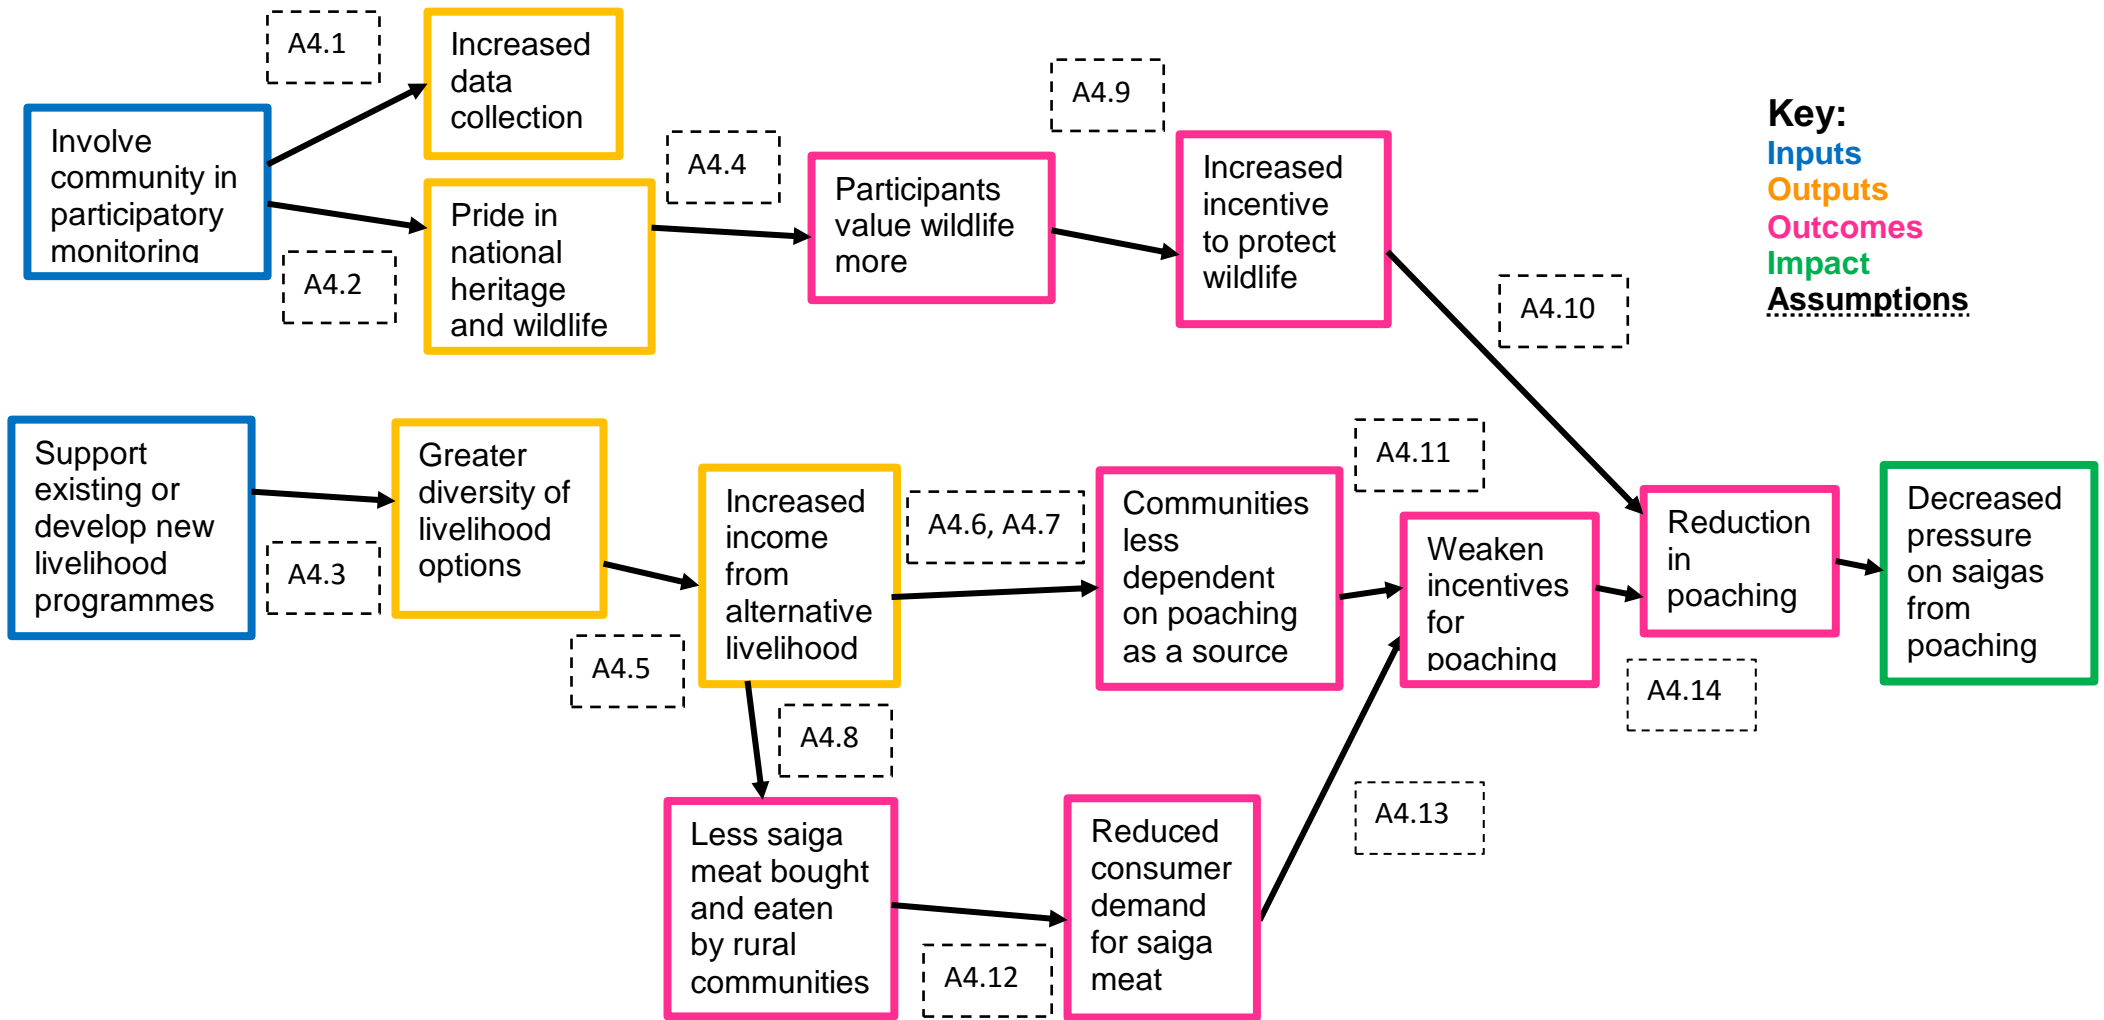 A4.1
Increased
data
collection
Involve
community in
participatory
monitoring
A4.2
Pride in
national
heritage
and wildlife
A4.4
Participants
value wildlife
more
A4.9
Increased
incentive
to protect
wildlife
A4.10
Key:
Inputs
Outputs
Outcomes
Impact
Assumptions
Support
existing or
develop new
livelihood
programmes
A4.3
Greater
diversity of
livelihood
options
A4.5
Increased
income
from
alternative
livelihood
A4.6, A4.7
Communities
less
dependent
on poaching
as a source
A4.11
Weaken
incentives
for
poaching
Reduction
in
poaching
A4.14
Decreased
pressure
on saigas
from
poaching
A4.8
Less saiga
meat bought
and eaten
by rural
communities
A4.12
Reduced
consumer
demand
for saiga
meat
A4.13